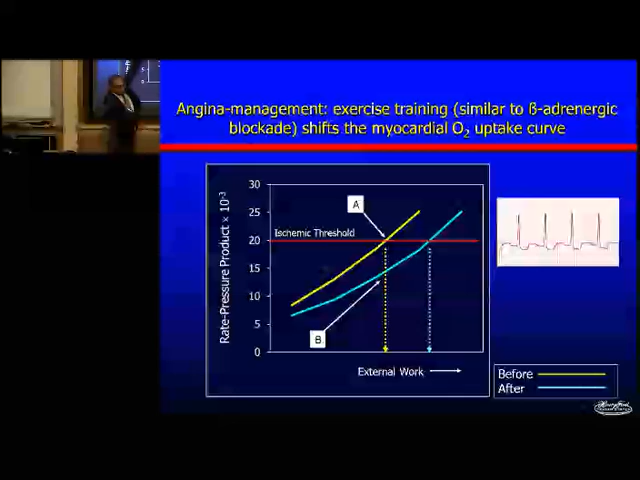 Angina-management: exercise training (similar to ß-adrenergic
blockade) shifts the myocardial O₂ uptake curve
30
25
20
15
10
5
0
Rate-Pressure Product x 10⁻³
A
Ischemic Threshold
B
External Work
Before
After